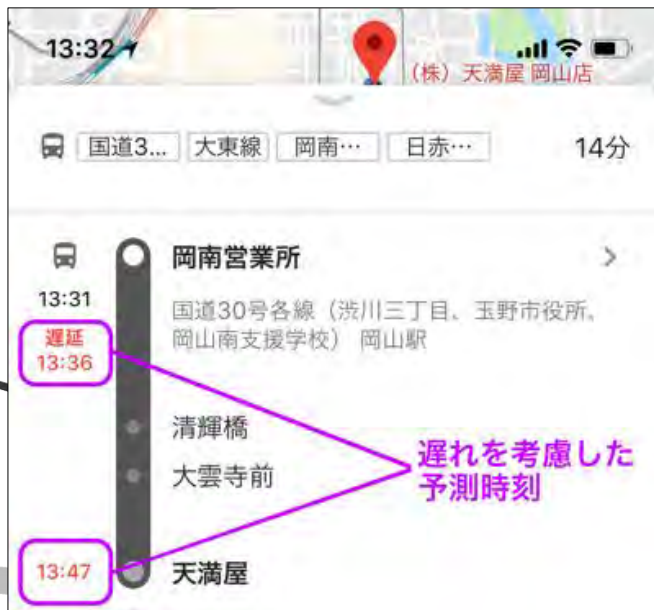 13:32
（株）天満屋 岡山店
国道3... 大東線 岡南… 日赤… 14分
岡南営業所
13:31
国道30号各線（渋川三丁目、玉野市役所、
岡山南支援学校） 岡山駅
遅延
13:36
清輝橋
大雲寺前
遅れを考慮した
予測時刻
13:47 天満屋